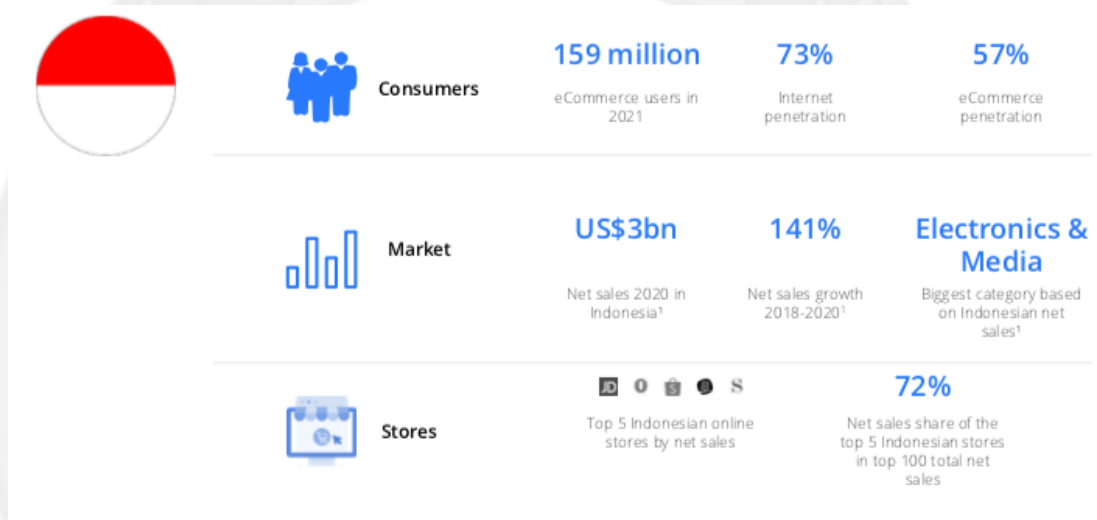 159 million
73%
57%
Consumers
eCommerce users in
2021
Internet
penetration
eCommerce
penetration
US$3bn
141%
Electronics &
Media
Market
Net sales 2020 in
Indonesia¹
Net sales growth
2018-2020¹
Biggest category based
on Indonesian net
sales¹
JD O S S
72%
Stores
Top 5 Indonesian online
stores by net sales
Net sales share of the
top 5 Indonesian stores
in top 100 total net
sales